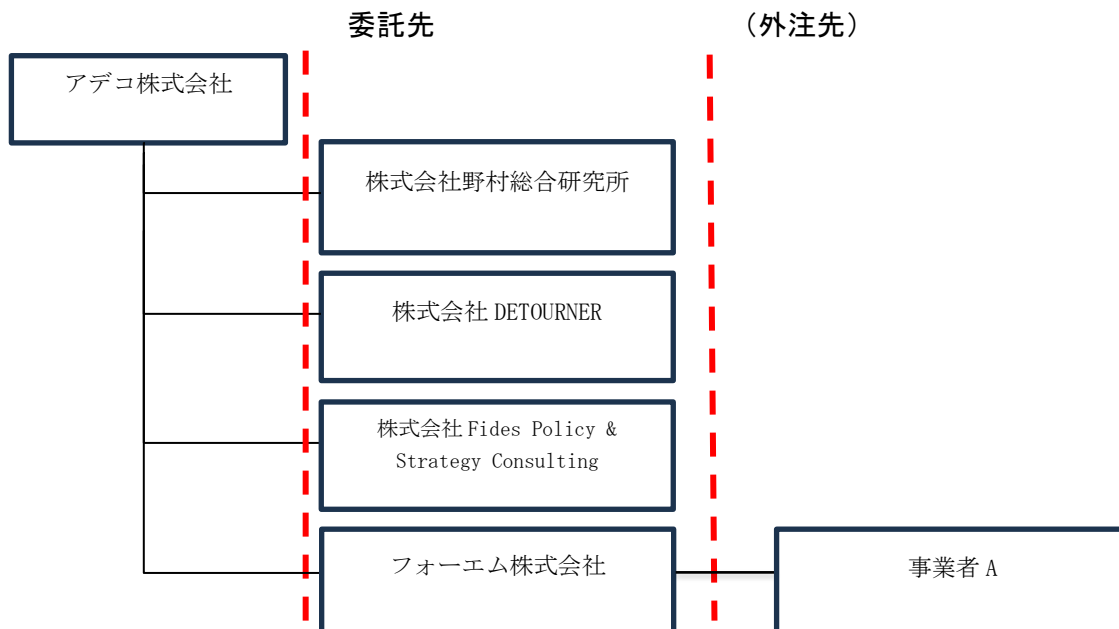 委託先
（外注先）
アデコ株式会社
株式会社野村総合研究所
株式会社 DETOURNER
株式会社 Fides Policy &
Strategy Consulting
フォーエム株式会社
事業者 A